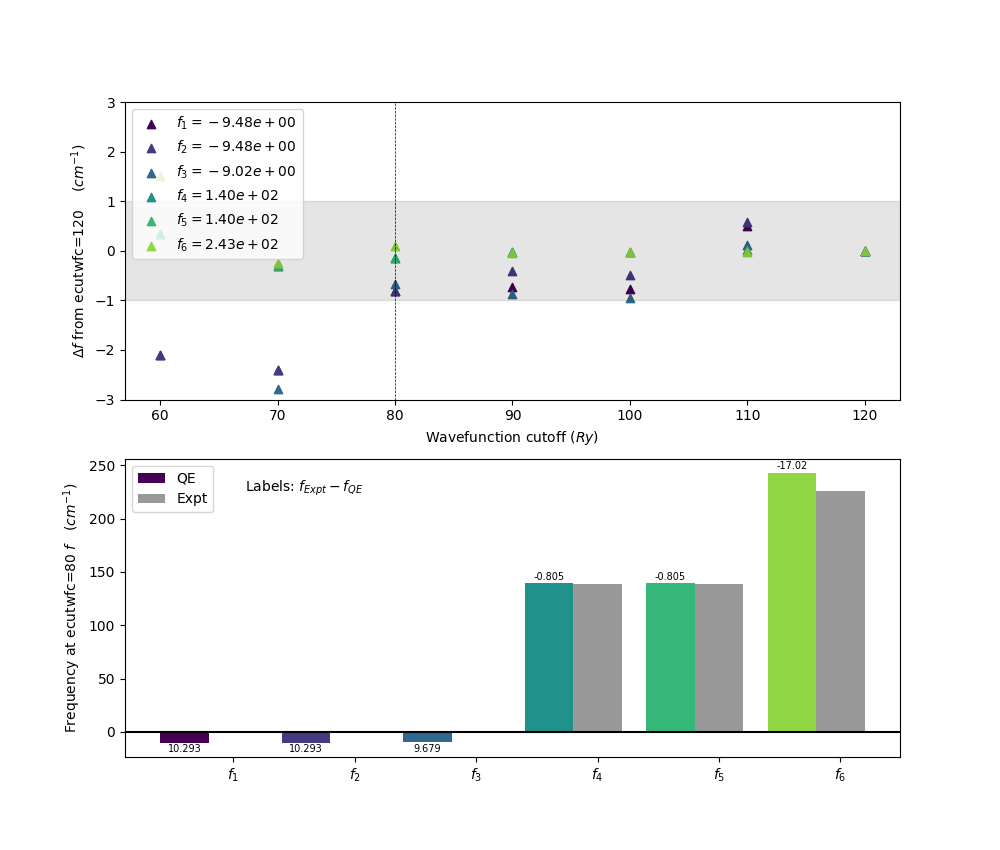 3
2
1
0
−1
−2
−3
Δf from ecutwfc=120 (cm⁻¹)
f₁ = −9.48e + 00
f₂ = −9.48e + 00
f₃ = −9.02e + 00
f₄ = 1.40e + 02
f₅ = 1.40e + 02
f₆ = 2.43e + 02
60 70 80 90 100 110 120
Wavefunction cutoff (Ry)
250
200
150
100
50
0
Frequency at ecutwfc=80 f (cm⁻¹)
QE
Expt
Labels: f_Expt − f_QE
10.293 10.293 9.679 -0.805 -0.805 -17.02
f₁ f₂ f₃ f₄ f₅ f₆